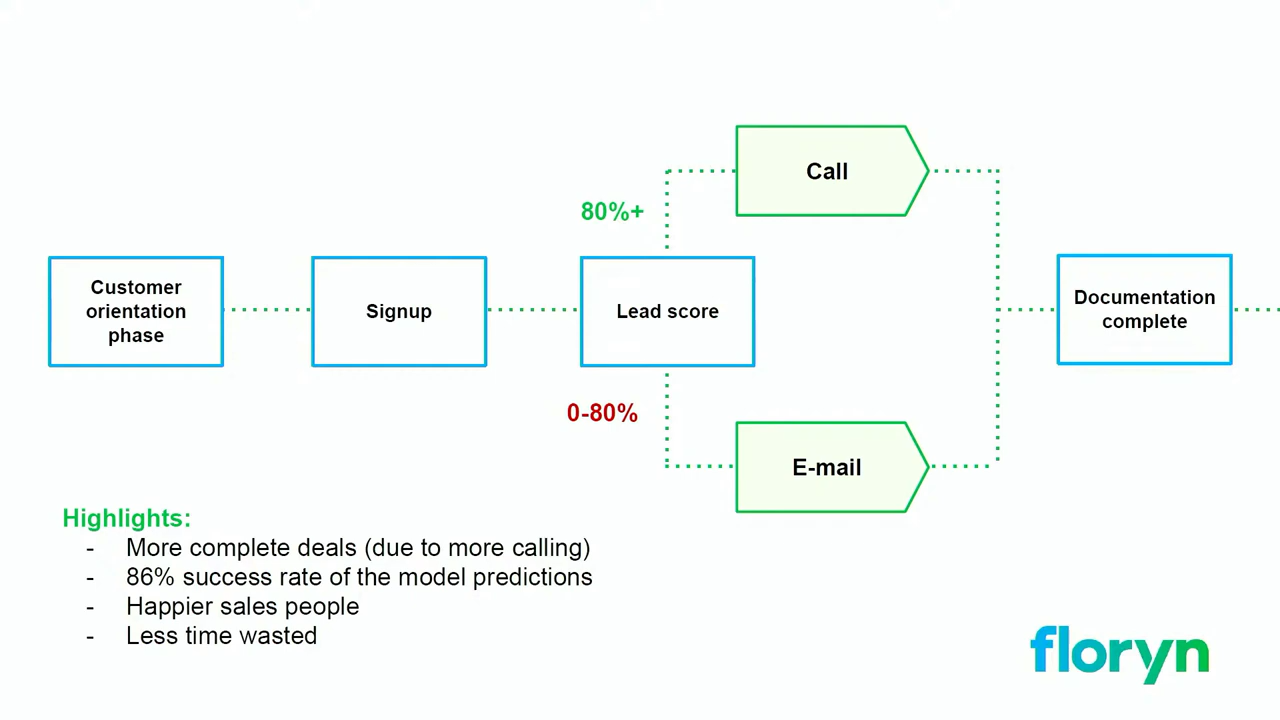 Call
80%+
Customer
orientation
phase
Signup
Lead score
Documentation
complete
0-80%
E-mail
Highlights:
- More complete deals (due to more calling)
- 86% success rate of the model predictions
- Happier sales people
- Less time wasted
floryn